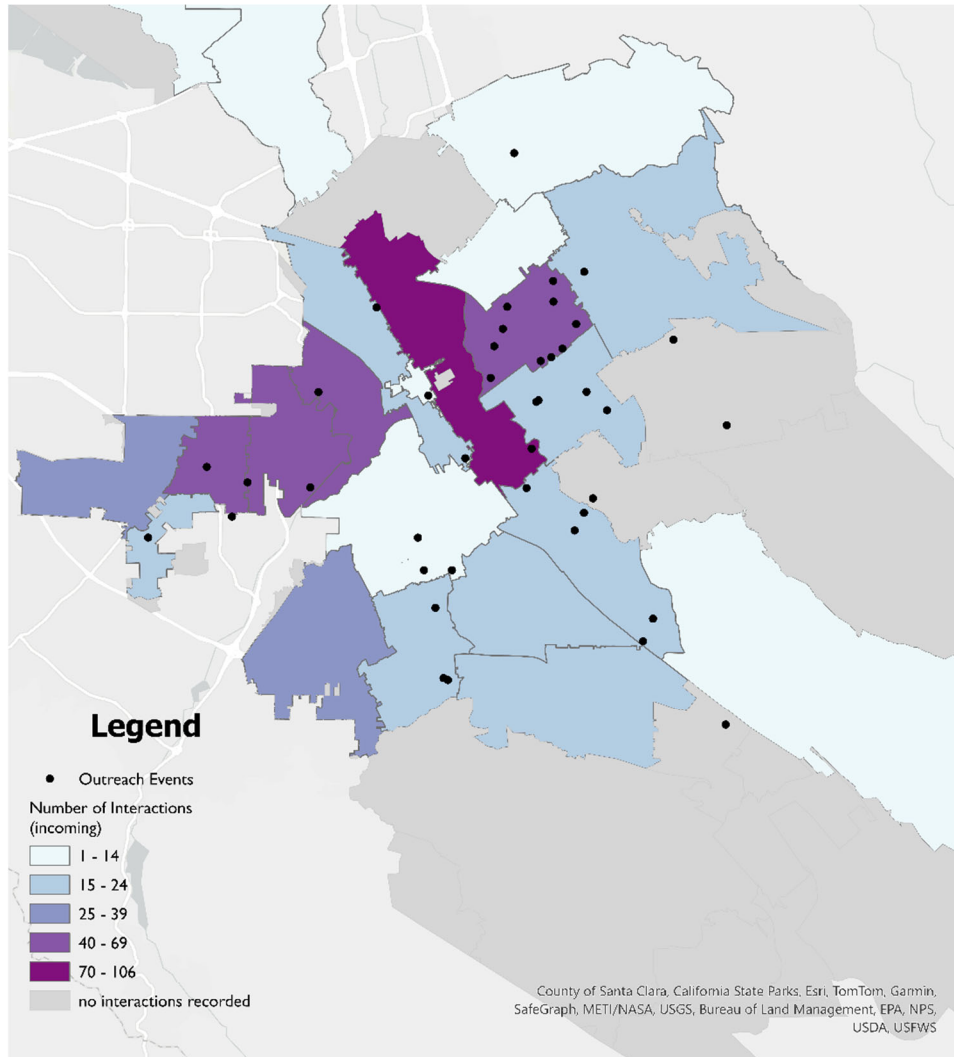 Legend
Outreach Events
Number of Interactions
(incoming)
1 - 14
15 - 24
25 - 39
40 - 69
70 - 106
no interactions recorded
County of Santa Clara, California State Parks, Esri, TomTom, Garmin,
SafeGraph, METI/NASA, USGS, Bureau of Land Management, EPA, NPS,
USDA, USFWS